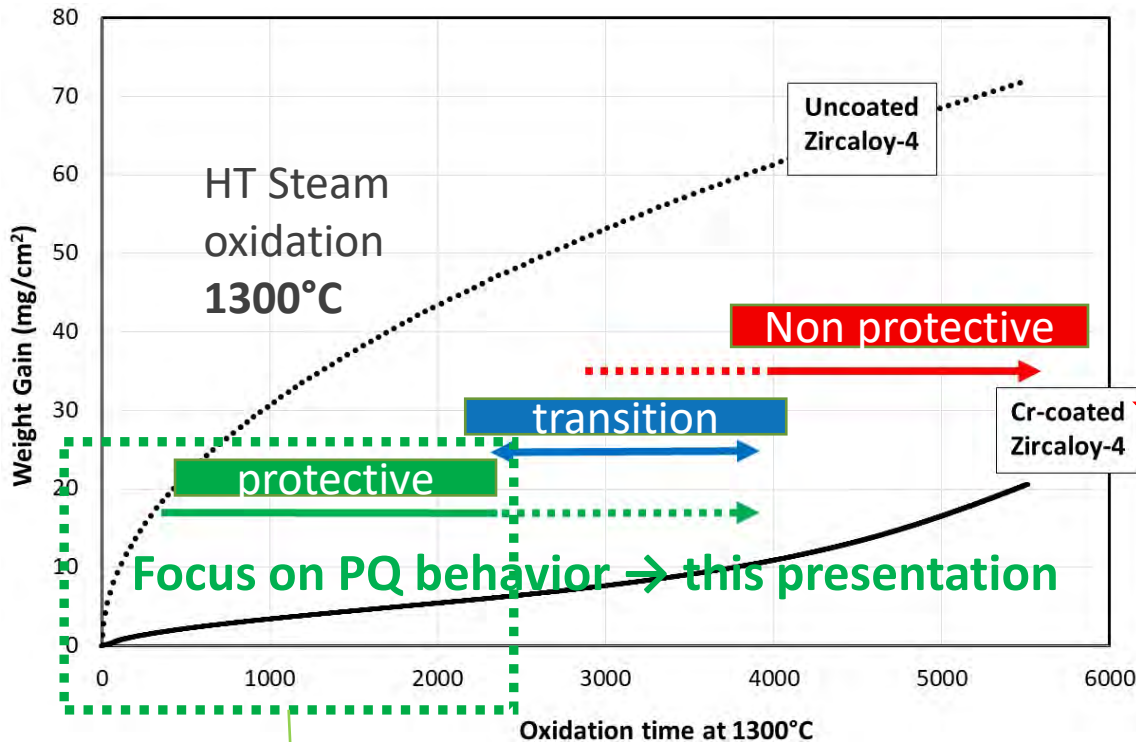 80
70
60
50
40
30
20
10
0
Weight Gain (mg/cm²)
Uncoated
Zircaloy-4
HT Steam
oxidation
1300°C
Non protective
transition
Cr-coated
Zircaloy-4
protective
Focus on PQ behavior → this presentation
0 1000 2000 3000 4000 5000 6000
Oxidation time at 1300°C